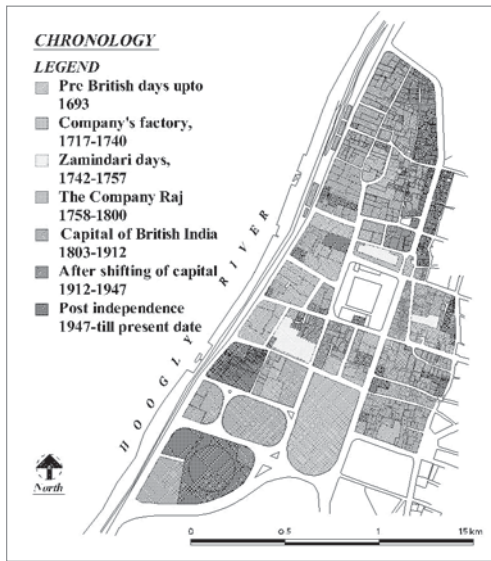 CHRONOLOGY
LEGEND
Pre British days upto
1693
Company's factory,
1717-1740
Zamindari days,
1742-1757
The Company Raj
1758-1800
Capital of British India
1803-1912
After shifting of capital
1912-1947
Post independence
1947-till present date
HOOGLY RIVER
North
0 0.5 1 15 km